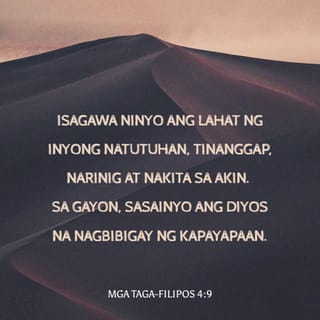 ISAGAWA NINYO ANG LAHAT NG
INYONG NATUTUHAN, TINANGGAP,
NARINIG AT NAKITA SA AKIN.
SA GAYON, SASAINYO ANG DIYOS
NA NAGBIBIGAY NG KAPAYAPAAN.
MGA TAGA-FILIPOS 4:9